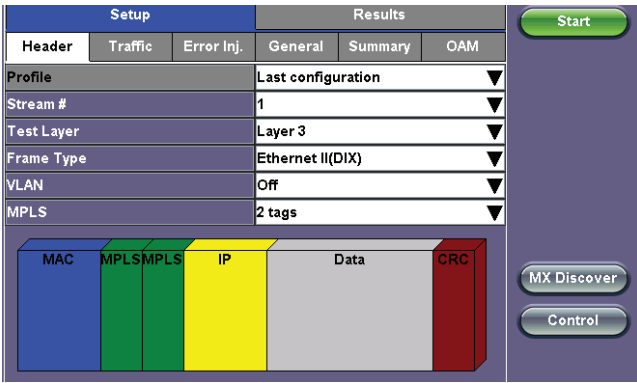 Setup Results
Start
Header Traffic Error Inj. General Summary OAM
Profile Last configuration
Stream # 1
Test Layer Layer 3
Frame Type Ethernet II(DIX)
VLAN Off
MPLS 2 tags
MAC MPLS MPLS IP Data CRC
MX Discover
Control